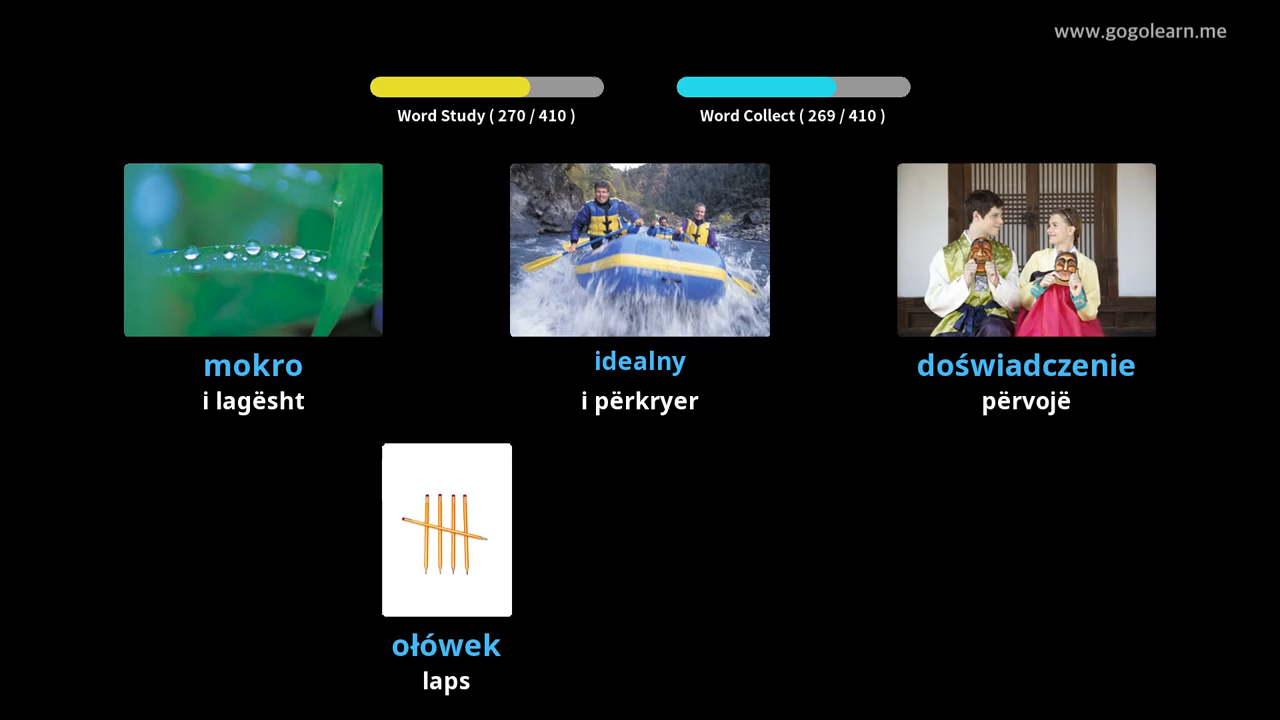 www.gogolearn.me
Word Study ( 270 / 410 )
Word Collect ( 269 / 410 )
mokro
i lagësht
idealny
i përkryer
doświadczenie
përvojë
ołówek
laps